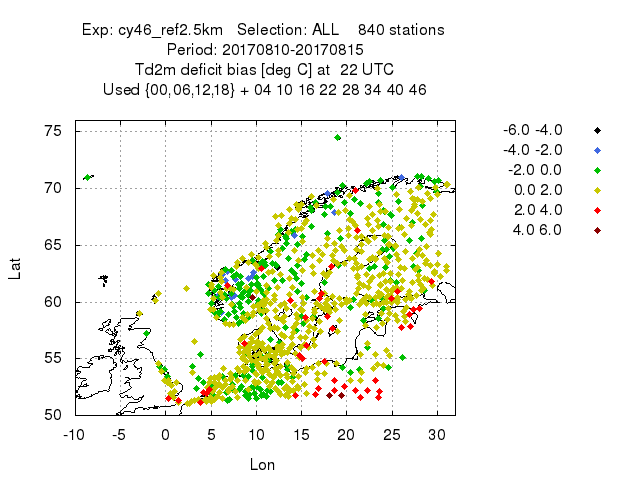 Exp: cy46_ref2.5km   Selection: ALL    840 stations
Period: 20170810-20170815
Td2m deficit bias [deg C] at  22 UTC
Used {00,06,12,18} + 04 10 16 22 28 34 40 46
-6.0 -4.0
-4.0 -2.0
-2.0 0.0
0.0 2.0
2.0 4.0
4.0 6.0
75
70
65
60
55
50
Lat
-10 -5 0 5 10 15 20 25 30
Lon